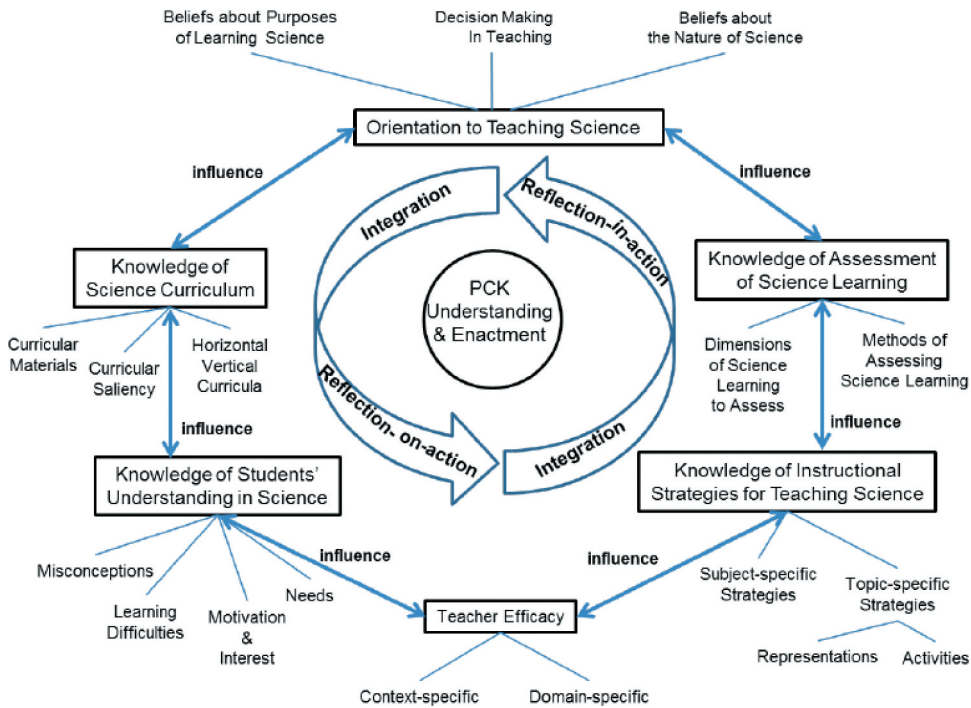 Beliefs about Purposes
of Learning Science
Decision Making
In Teaching
Beliefs about
the Nature of Science
Orientation to Teaching Science
influence
influence
Integration
Reflection-in-action
Knowledge of
Science Curriculum
PCK
Understanding
& Enactment
Knowledge of Assessment
of Science Learning
Curricular
Materials
Curricular
Saliency
Horizontal
Vertical
Curricula
Dimensions
of Science
Learning
to Assess
Methods of
Assessing
Science Learning
influence
Reflection- on-action
Integration
influence
Knowledge of Students’
Understanding in Science
Knowledge of Instructional
Strategies for Teaching Science
influence
influence
Misconceptions
Learning
Difficulties
Motivation
&
Interest
Needs
Teacher Efficacy
Subject-specific
Strategies
Topic-specific
Strategies
Representations
Activities
Context-specific
Domain-specific